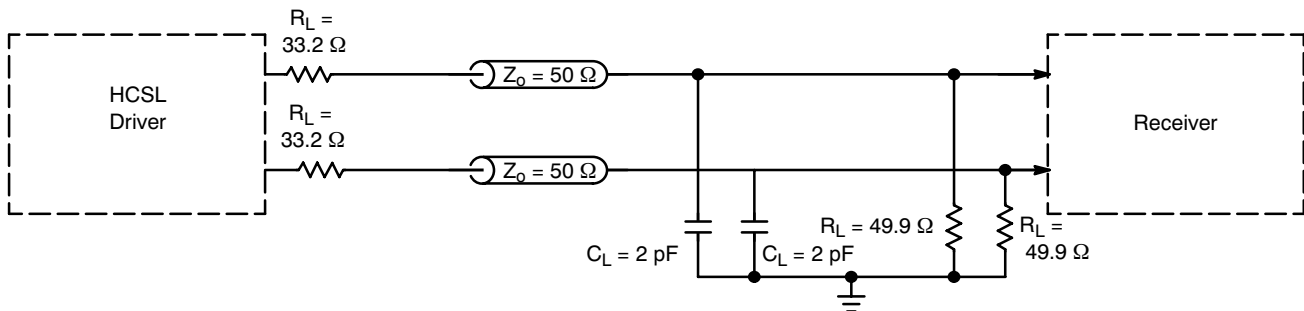 R_L =
33.2 Ω
HCSL
Driver
Z_o = 50 Ω
R_L =
33.2 Ω
Z_o = 50 Ω
Receiver
R_L = 49.9 Ω
R_L =
49.9 Ω
C_L = 2 pF
C_L = 2 pF